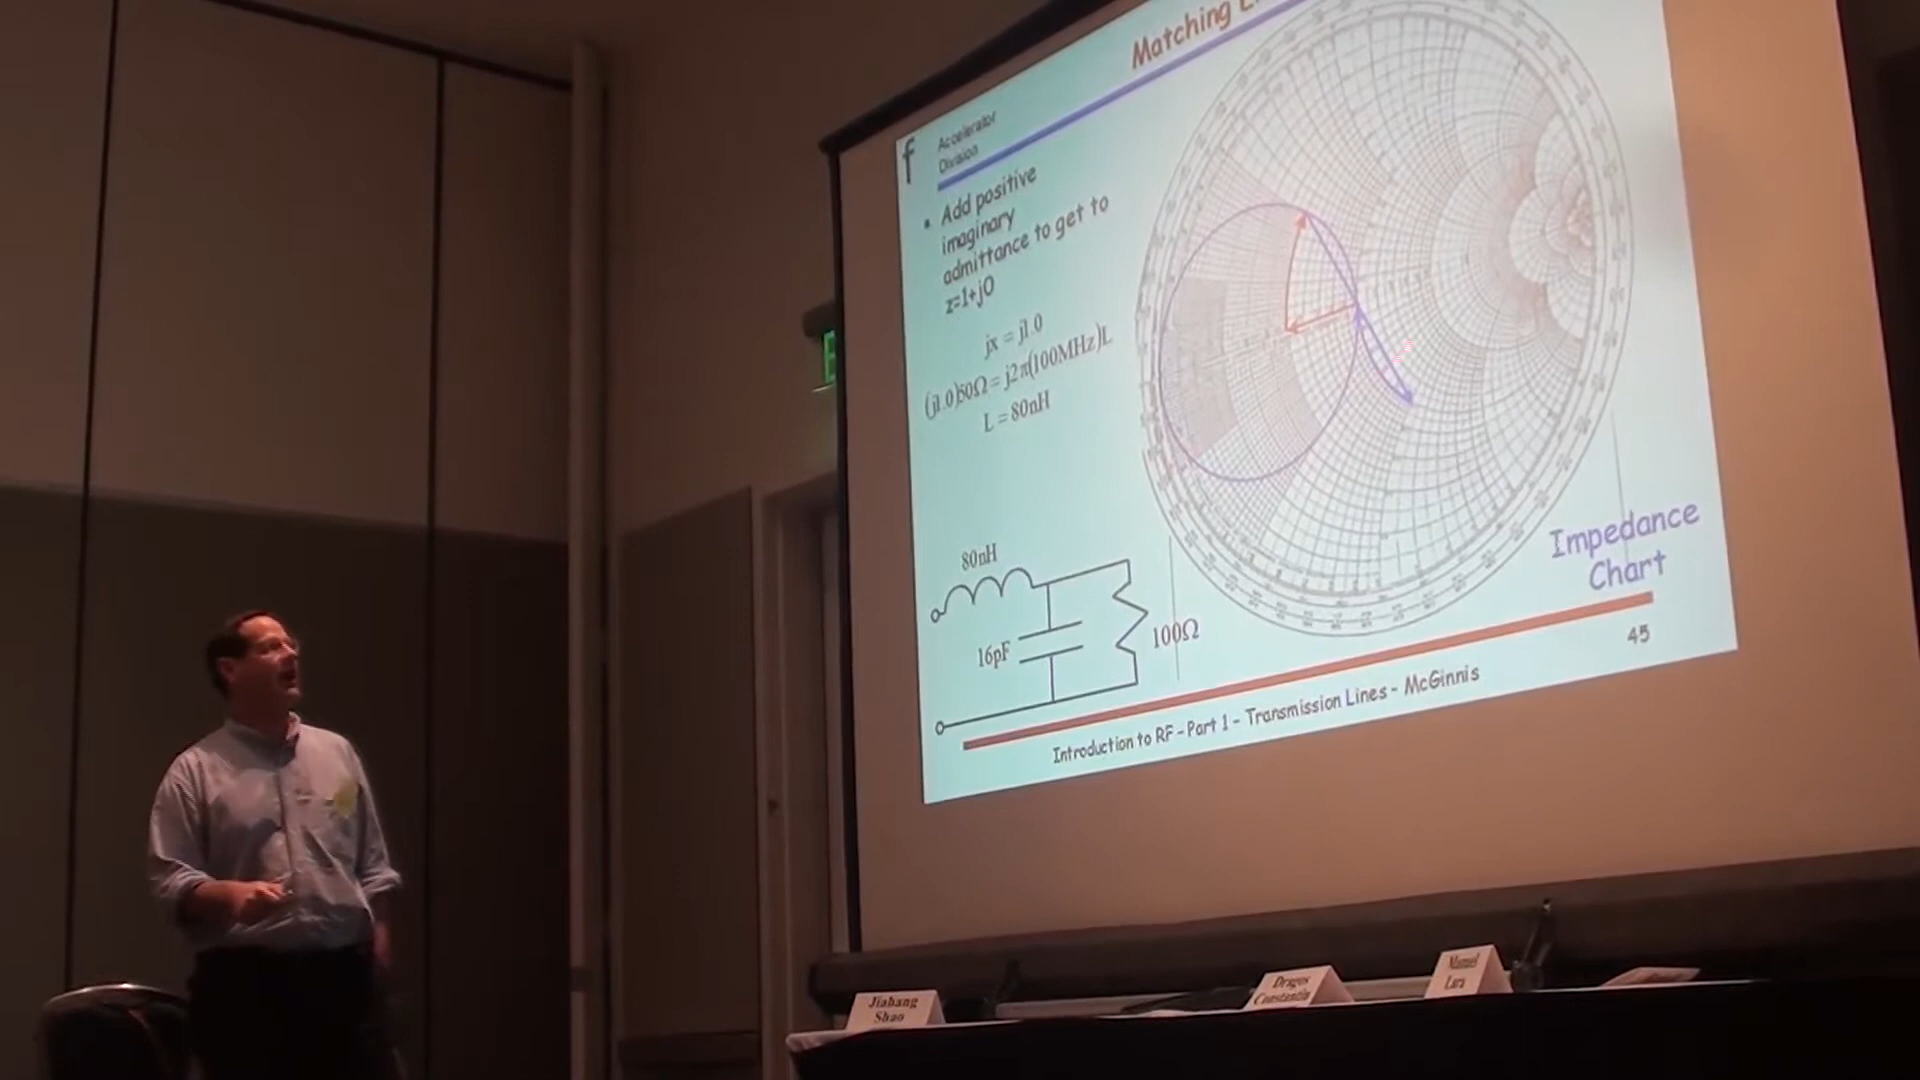 Matching
f
Accelerator
Division
• Add positive
imaginary
admittance to get to
z=1+j0
jx = j1.0
(j1.0)50Ω = j2π(100MHz)L
L = 80nH
80nH
16pF
100Ω
Impedance
Chart
45
Introduction to RF - Part 1 - Transmission Lines - McGinnis
E
Jiahang
Shao
Dragos
Constantin
Manuel
Lara